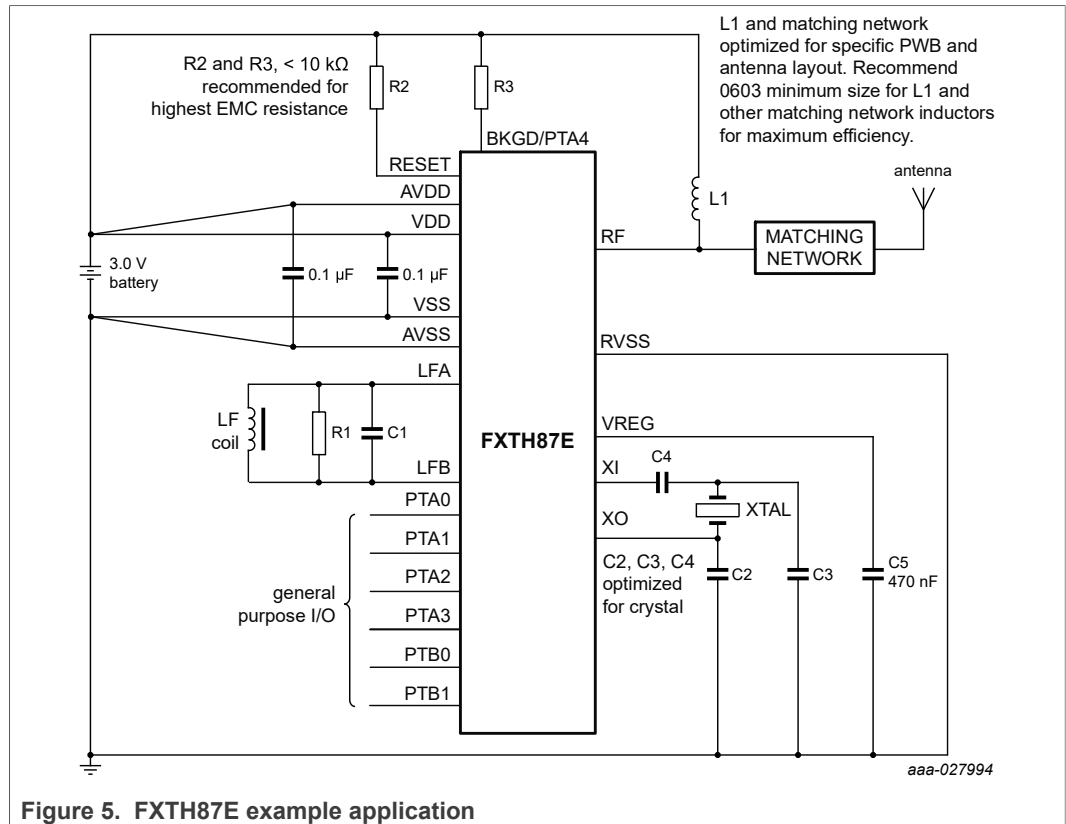 R2 and R3, < 10 kΩ
recommended for
highest EMC resistance
R2
R3
L1 and matching network
optimized for specific PWB and
antenna layout. Recommend
0603 minimum size for L1 and
other matching network inductors
for maximum efficiency.
BKGD/PTA4
RESET
AVDD
VDD
antenna
L1
RF
MATCHING
NETWORK
3.0 V
battery
0.1 µF
0.1 µF
VSS
AVSS
RVSS
LFA
LF
coil
R1
C1
LFB
FXTH87E
VREG
XI
C4
XTAL
XO
C2, C3, C4
optimized
for crystal
C2
C3
C5
470 nF
general
purpose I/O
PTA0
PTA1
PTA2
PTA3
PTB0
PTB1
aaa-027994
Figure 5. FXTH87E example application